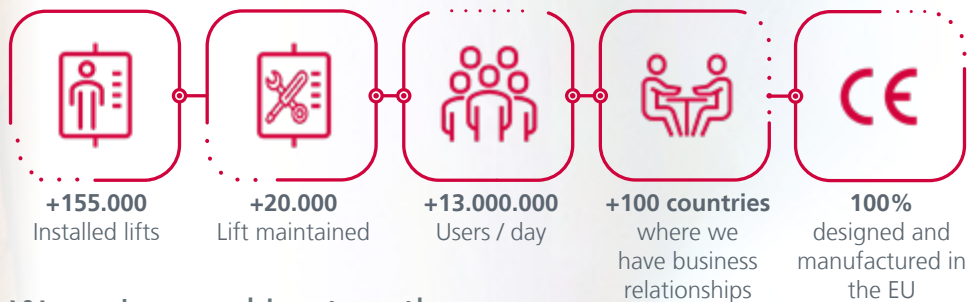 CE
+155.000
Installed lifts
+20.000
Lift maintained
+13.000.000
Users / day
+100 countries
where we
have business
relationships
100%
designed and
manufactured in
the EU